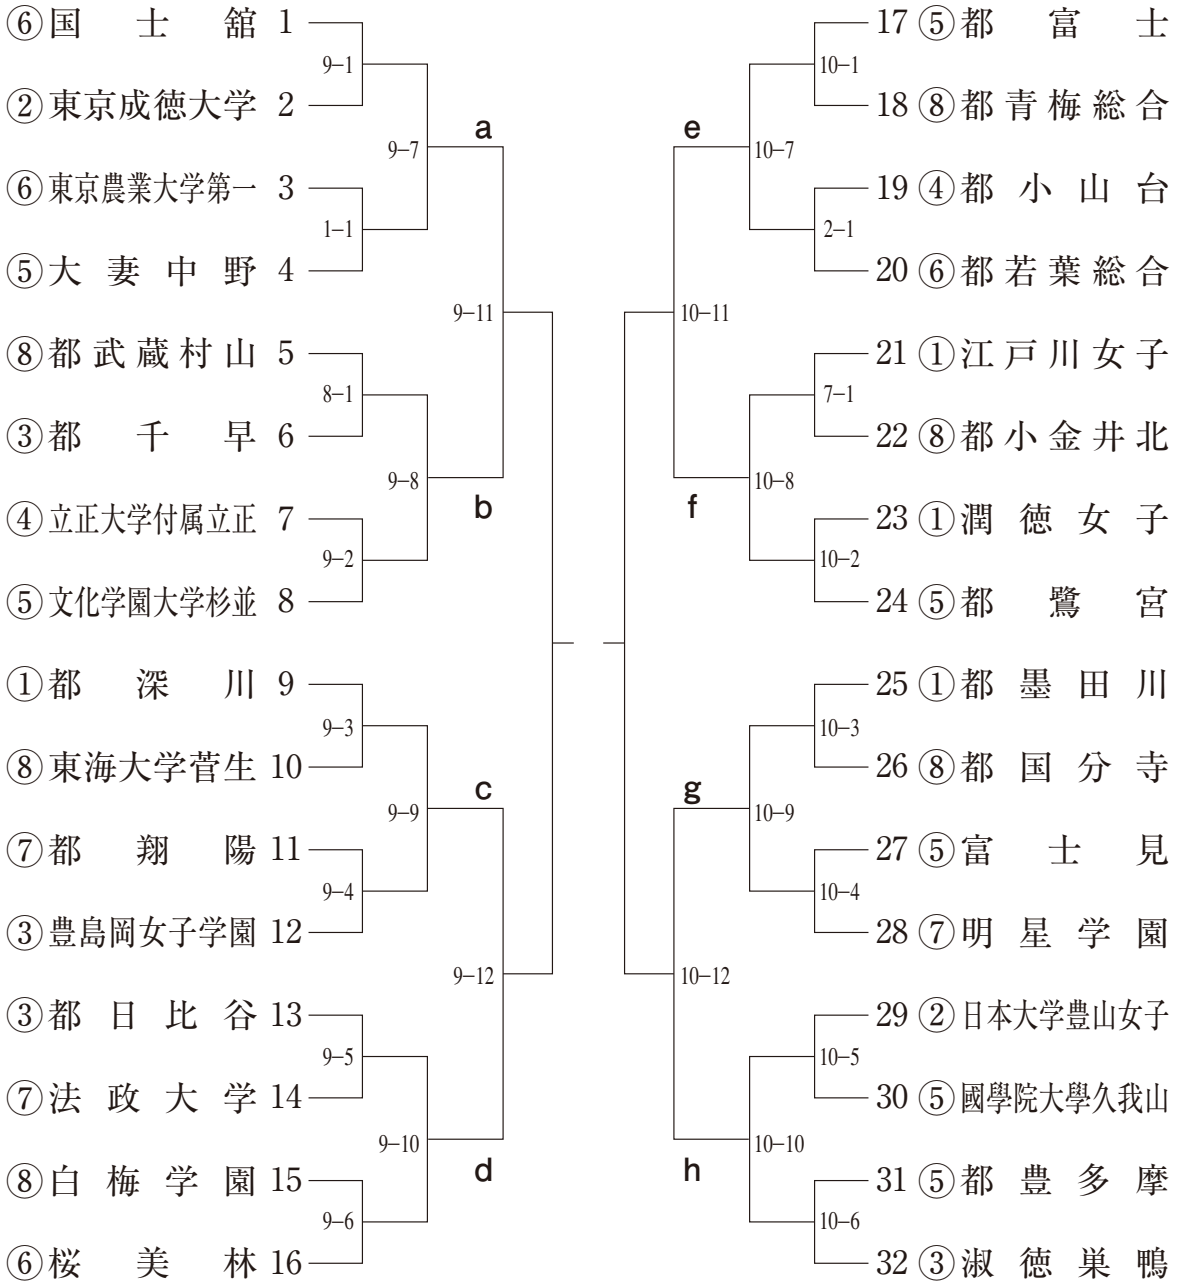 ⑥国士舘 1
9−1
②東京成徳大学 2
a
9−7
⑥東京農業大学第一 3
1−1
⑤大妻中野 4
9−11
⑧都武蔵村山 5
8−1
③都千早 6
9−8
b
④立正大学付属立正 7
9−2
⑤文化学園大学杉並 8
①都深川 9
9−3
⑧東海大学菅生 10
c
9−9
⑦都翔陽 11
9−4
③豊島岡女子学園 12
9−12
③都日比谷 13
9−5
⑦法政大学 14
9−10
d
⑧白梅学園 15
9−6
⑥桜美林 16
17 ⑤都富士
10−1
18 ⑧都青梅総合
e
10−7
19 ④都小山台
2−1
20 ⑥都若葉総合
10−11
21 ①江戸川女子
7−1
22 ⑧都小金井北
10−8
f
23 ①潤徳女子
10−2
24 ⑤都鷺宮
25 ①都墨田川
10−3
26 ⑧都国分寺
g
10−9
27 ⑤富士見
10−4
28 ⑦明星学園
10−12
29 ②日本大学豊山女子
10−5
30 ⑤國學院大學久我山
10−10
h
31 ⑤都豊多摩
10−6
32 ③淑徳巣鴨